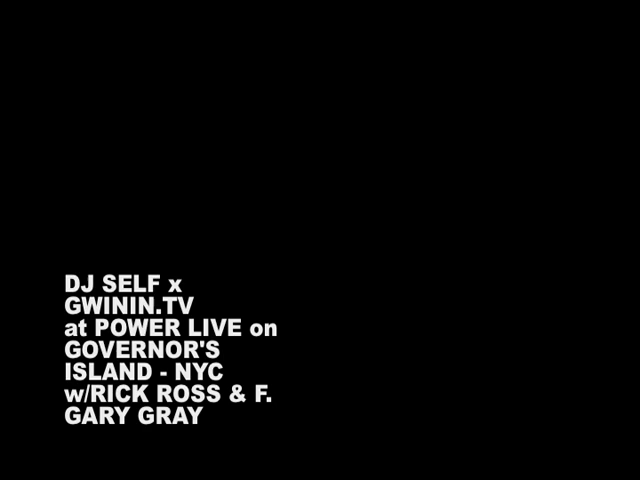 DJ SELF x
GWININ.TV
at POWER LIVE on
GOVERNOR'S
ISLAND - NYC
w/RICK ROSS & F.
GARY GRAY